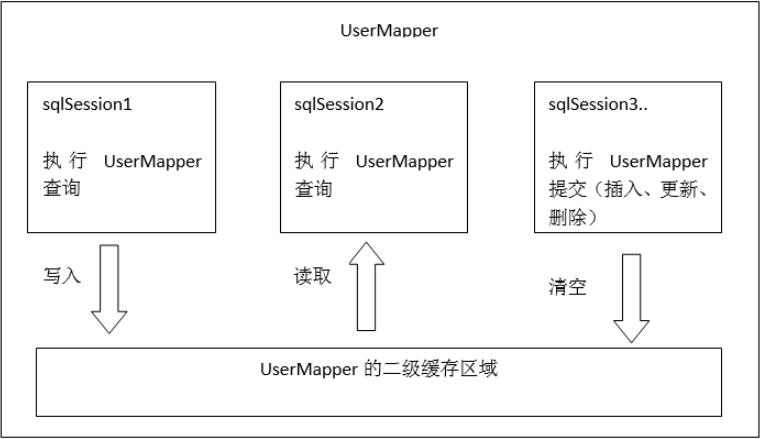 UserMapper
sqlSession1
执行 UserMapper
查询
sqlSession2
执行 UserMapper
查询
sqlSession3..
执行 UserMapper
提交（插入、更新、
删除）
写入
读取
清空
UserMapper 的二级缓存区域